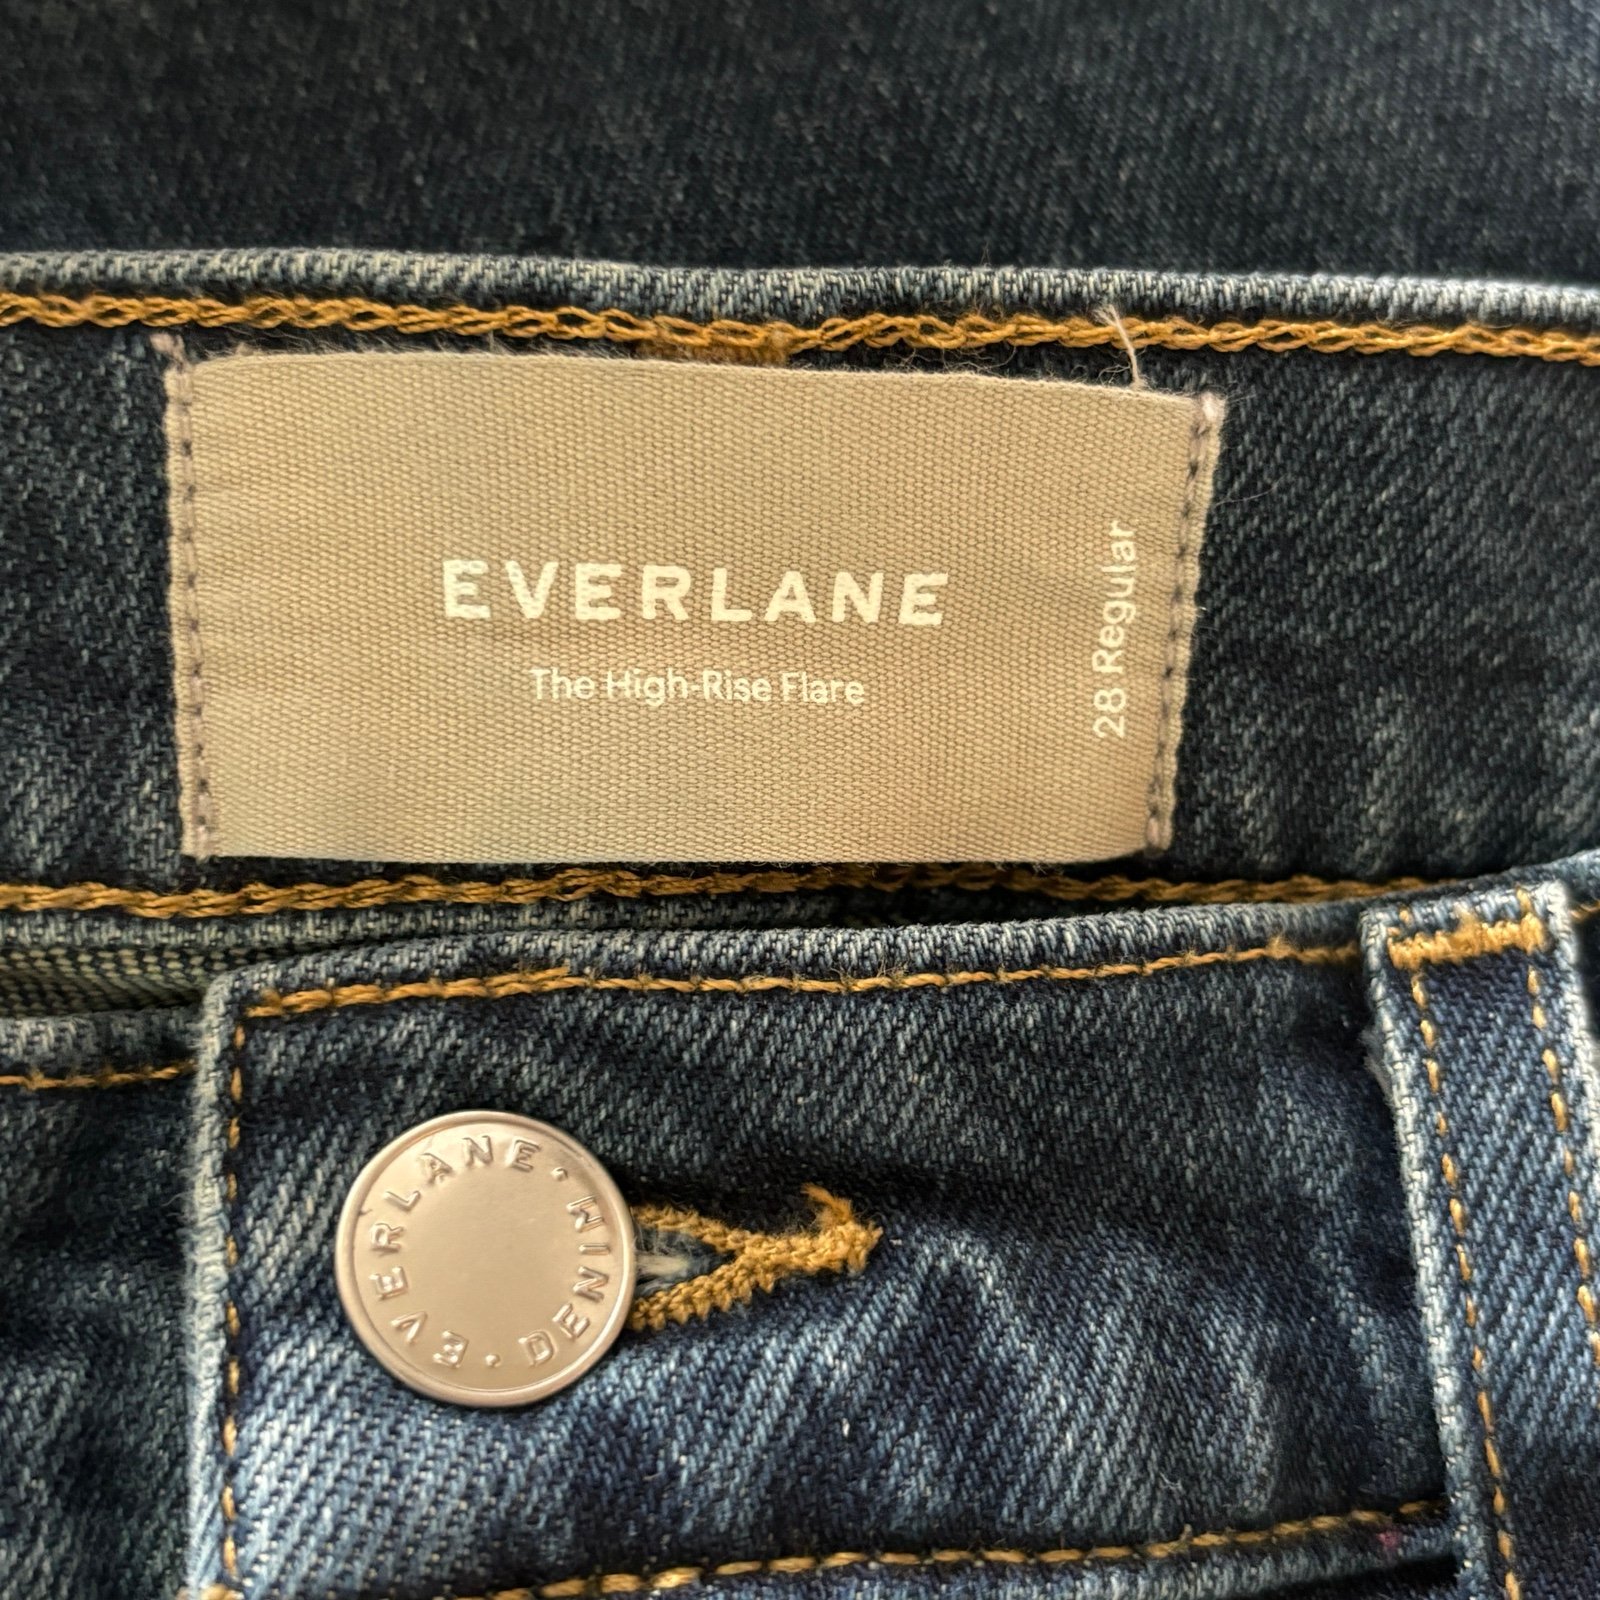 EVERLANE
The High-Rise Flare
28 Regular
EVERLANE · DENIM ·